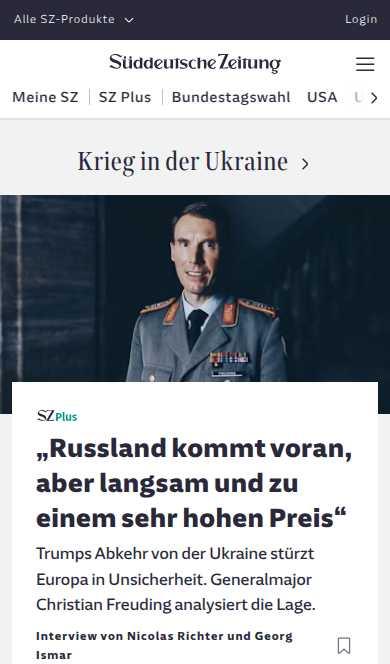 Alle SZ-Produkte
Login
Süddeutsche Zeitung
Meine SZ
SZ Plus
Bundestagswahl
USA
Krieg in der Ukraine
SZ Plus
„Russland kommt voran,
aber langsam und zu
einem sehr hohen Preis“
Trumps Abkehr von der Ukraine stürzt
Europa in Unsicherheit. Generalmajor
Christian Freuding analysiert die Lage.
Interview von Nicolas Richter und Georg
Ismar